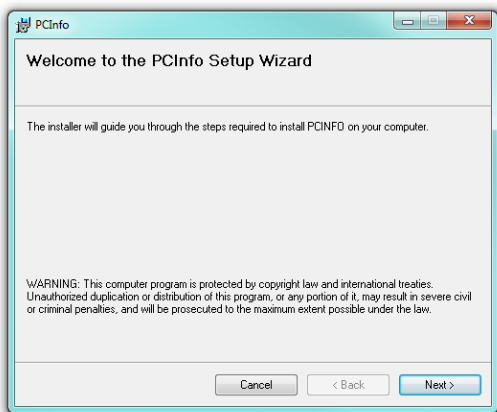 PCInfo
Welcome to the PCInfo Setup Wizard
The installer will guide you through the steps required to install PCINFO on your computer.
WARNING: This computer program is protected by copyright law and international treaties.
Unauthorized duplication or distribution of this program, or any portion of it, may result in severe civil
or criminal penalties, and will be prosecuted to the maximum extent possible under the law.
Cancel
< Back
Next >